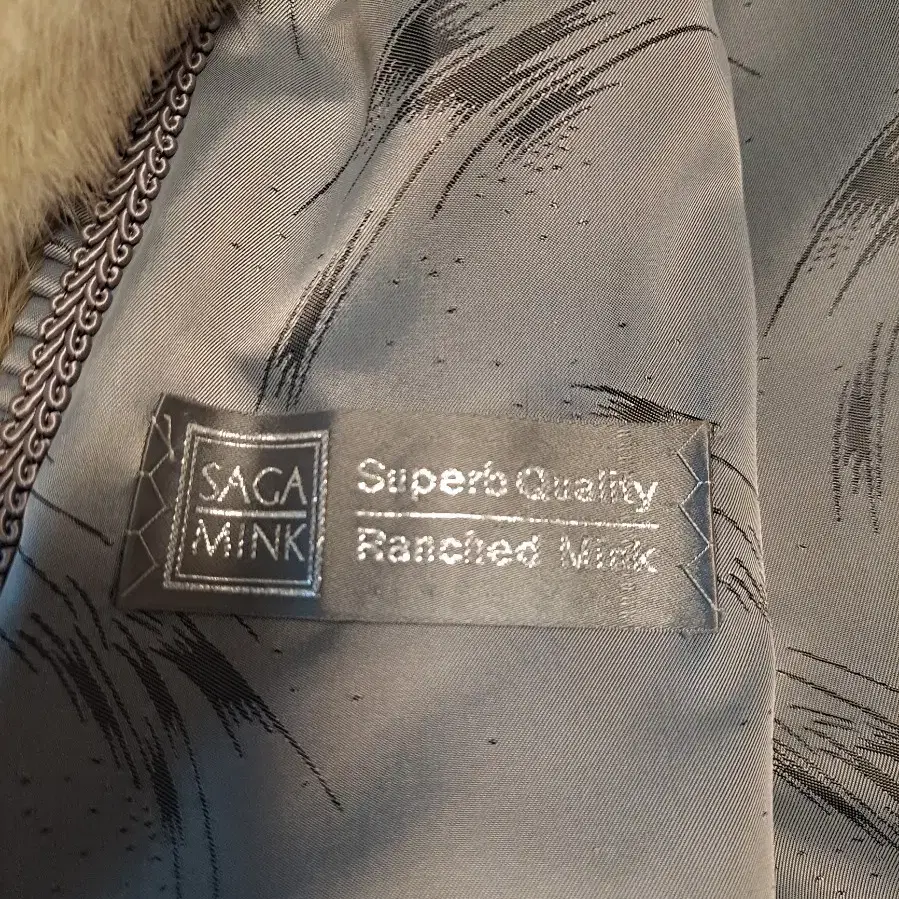 SAGA
MINK
Superb Quality
Ranched Mink